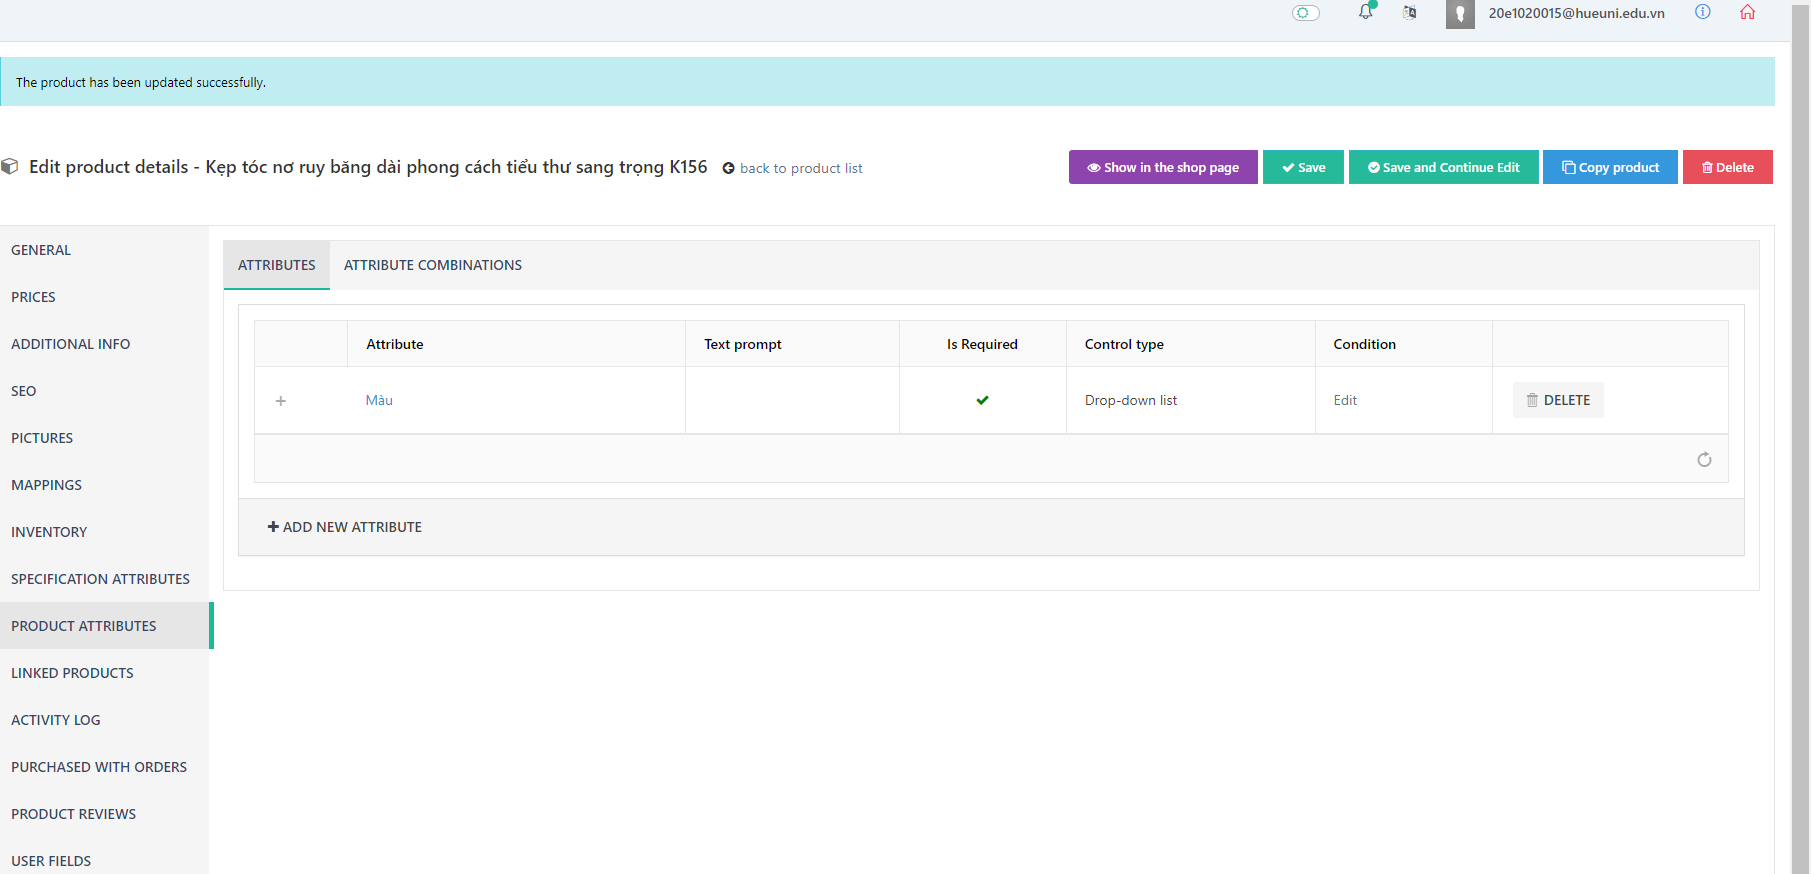 20e1020015@hueuni.edu.vn
The product has been updated successfully.
Edit product details - Kẹp tóc nơ ruy băng dài phong cách tiểu thư sang trọng K156 back to product list
Show in the shop page Save Save and Continue Edit Copy product Delete
GENERAL
PRICES
ADDITIONAL INFO
SEO
PICTURES
MAPPINGS
INVENTORY
SPECIFICATION ATTRIBUTES
PRODUCT ATTRIBUTES
LINKED PRODUCTS
ACTIVITY LOG
PURCHASED WITH ORDERS
PRODUCT REVIEWS
USER FIELDS
ATTRIBUTES ATTRIBUTE COMBINATIONS
Attribute Text prompt Is Required Control type Condition
Màu Drop-down list Edit DELETE
ADD NEW ATTRIBUTE